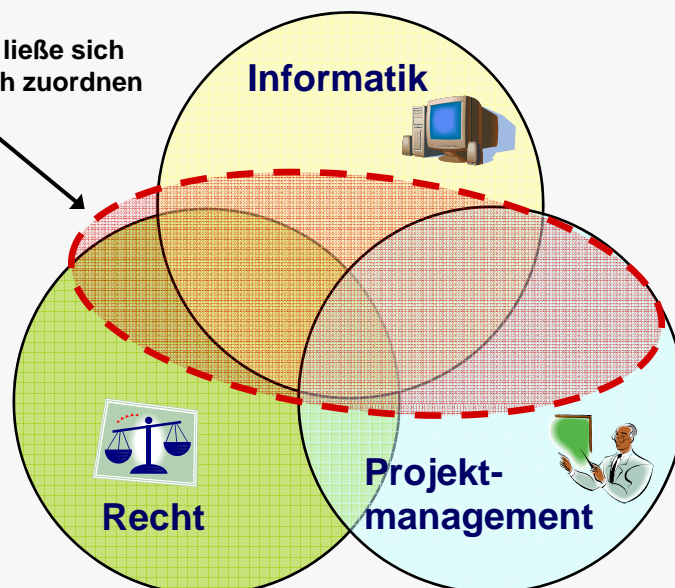 ließe sich
h zuordnen
Informatik
Recht
Projekt-
management